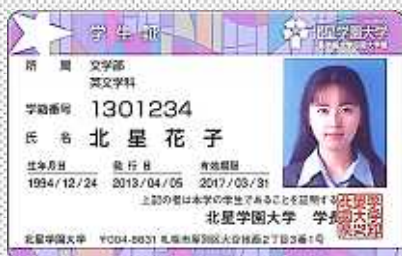 学生証
北星学園大学
所 属 文学部
英文学科
学籍番号 1301234
氏 名 北 星 花 子
生年月日 発行日 有効期限
1994/12/24 2013/04/05 2017/03/31
上記の者は本学の学生であることを証明する
北星学園大学 学長
北星学園大学 〒004-8631 札幌市厚別区大谷地西2丁目3番1号